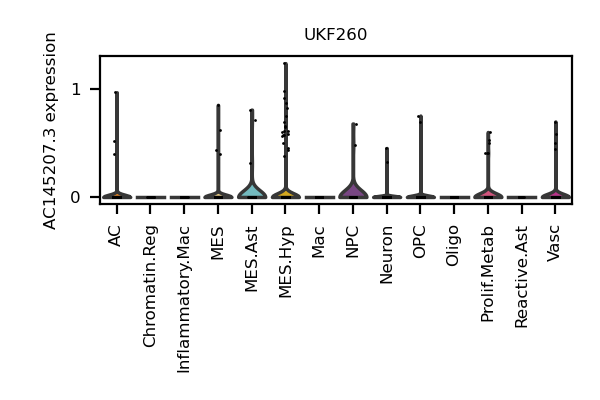 UKF260
AC145207.3 expression
1
0
AC
Chromatin.Reg
Inflammatory.Mac
MES
MES.Ast
MES.Hyp
Mac
NPC
Neuron
OPC
Oligo
Prolif.Metab
Reactive.Ast
Vasc